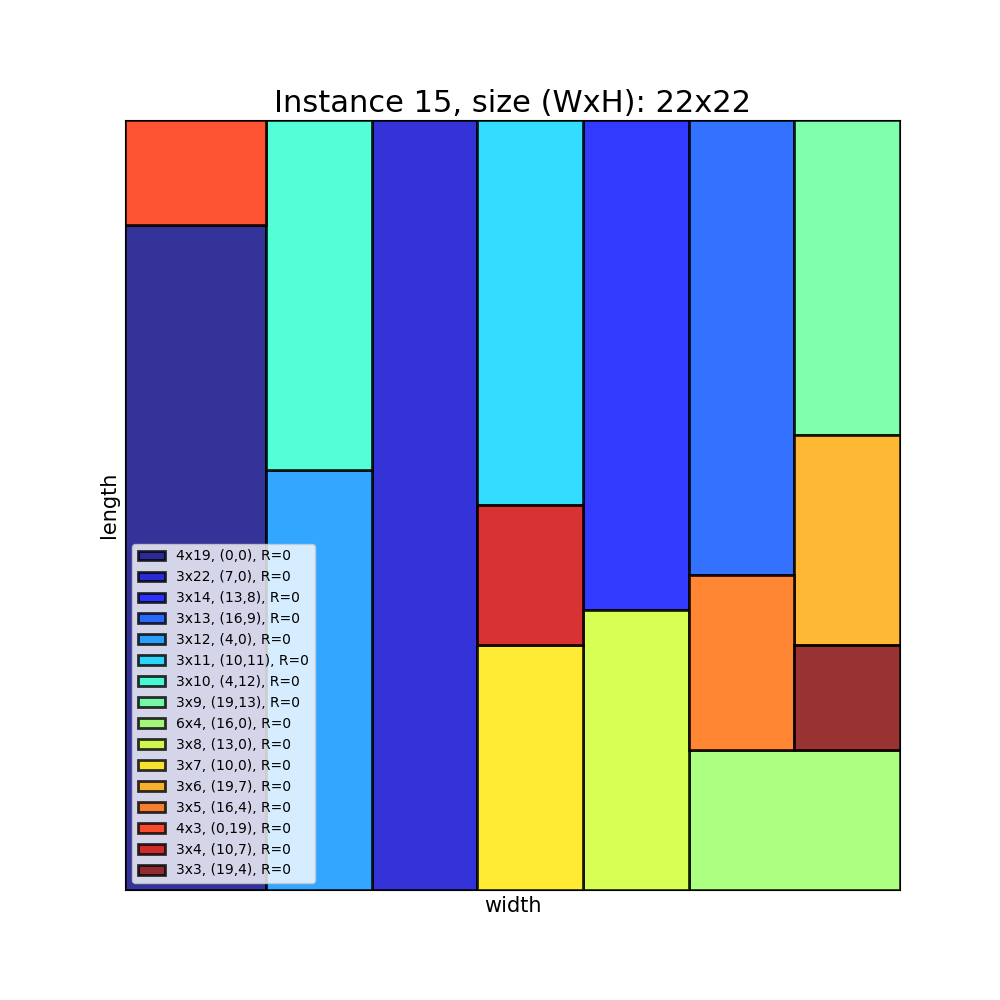 Instance 15, size (WxH): 22x22
length
4x19, (0,0), R=0
3x22, (7,0), R=0
3x14, (13,8), R=0
3x13, (16,9), R=0
3x12, (4,0), R=0
3x11, (10,11), R=0
3x10, (4,12), R=0
3x9, (19,13), R=0
6x4, (16,0), R=0
3x8, (13,0), R=0
3x7, (10,0), R=0
3x6, (19,7), R=0
3x5, (16,4), R=0
4x3, (0,19), R=0
3x4, (10,7), R=0
3x3, (19,4), R=0
width